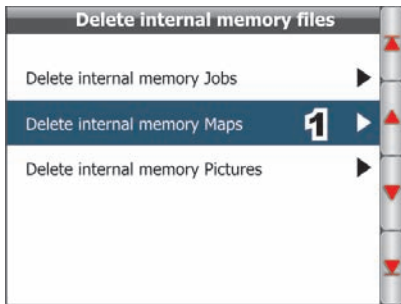 Delete internal memory files
Delete internal memory Jobs
Delete internal memory Maps 1
Delete internal memory Pictures